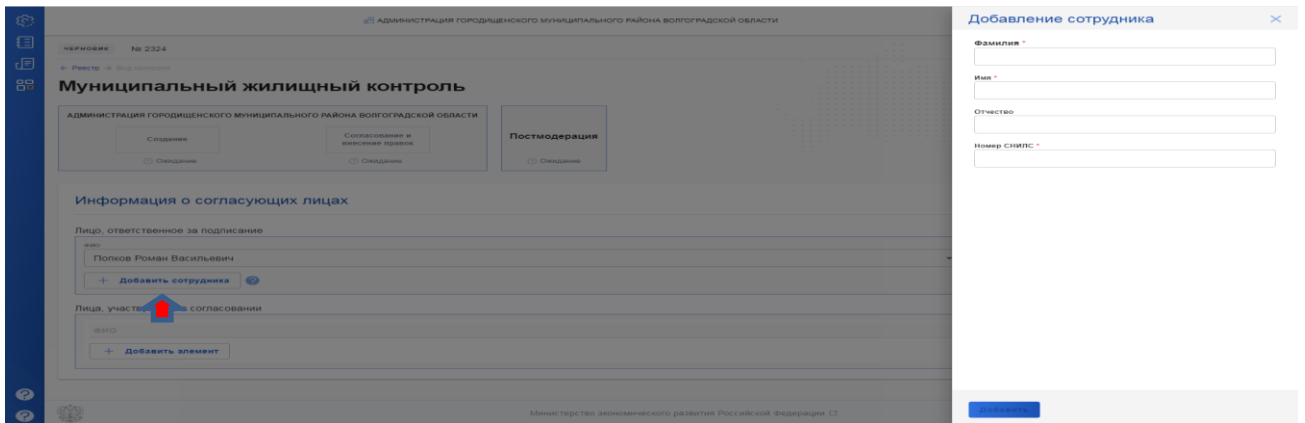 АДМИНИСТРАЦИЯ ГОРОДИЩЕНСКОГО МУНИЦИПАЛЬНОГО РАЙОНА ВОЛГОГРАДСКОЙ ОБЛАСТИ
ЧЕРНОВИК № 2324
← Реестр → Вид контроля
Муниципальный жилищный контроль
АДМИНИСТРАЦИЯ ГОРОДИЩЕНСКОГО МУНИЦИПАЛЬНОГО РАЙОНА ВОЛГОГРАДСКОЙ ОБЛАСТИ
Создание
Ожидание
Согласование и
внесение правок
Ожидание
Постмодерация
Ожидание
Информация о согласующих лицах
Лицо, ответственное за подписание
ФИО
Попков Роман Васильевич
+ Добавить сотрудника
Лица, согласовании
ФИО
+ Добавить элемент
Министерство экономического развития Российской Федерации
Добавление сотрудника
Фамилия *
Имя *
Отчество
Номер СНИЛС *
Добавить